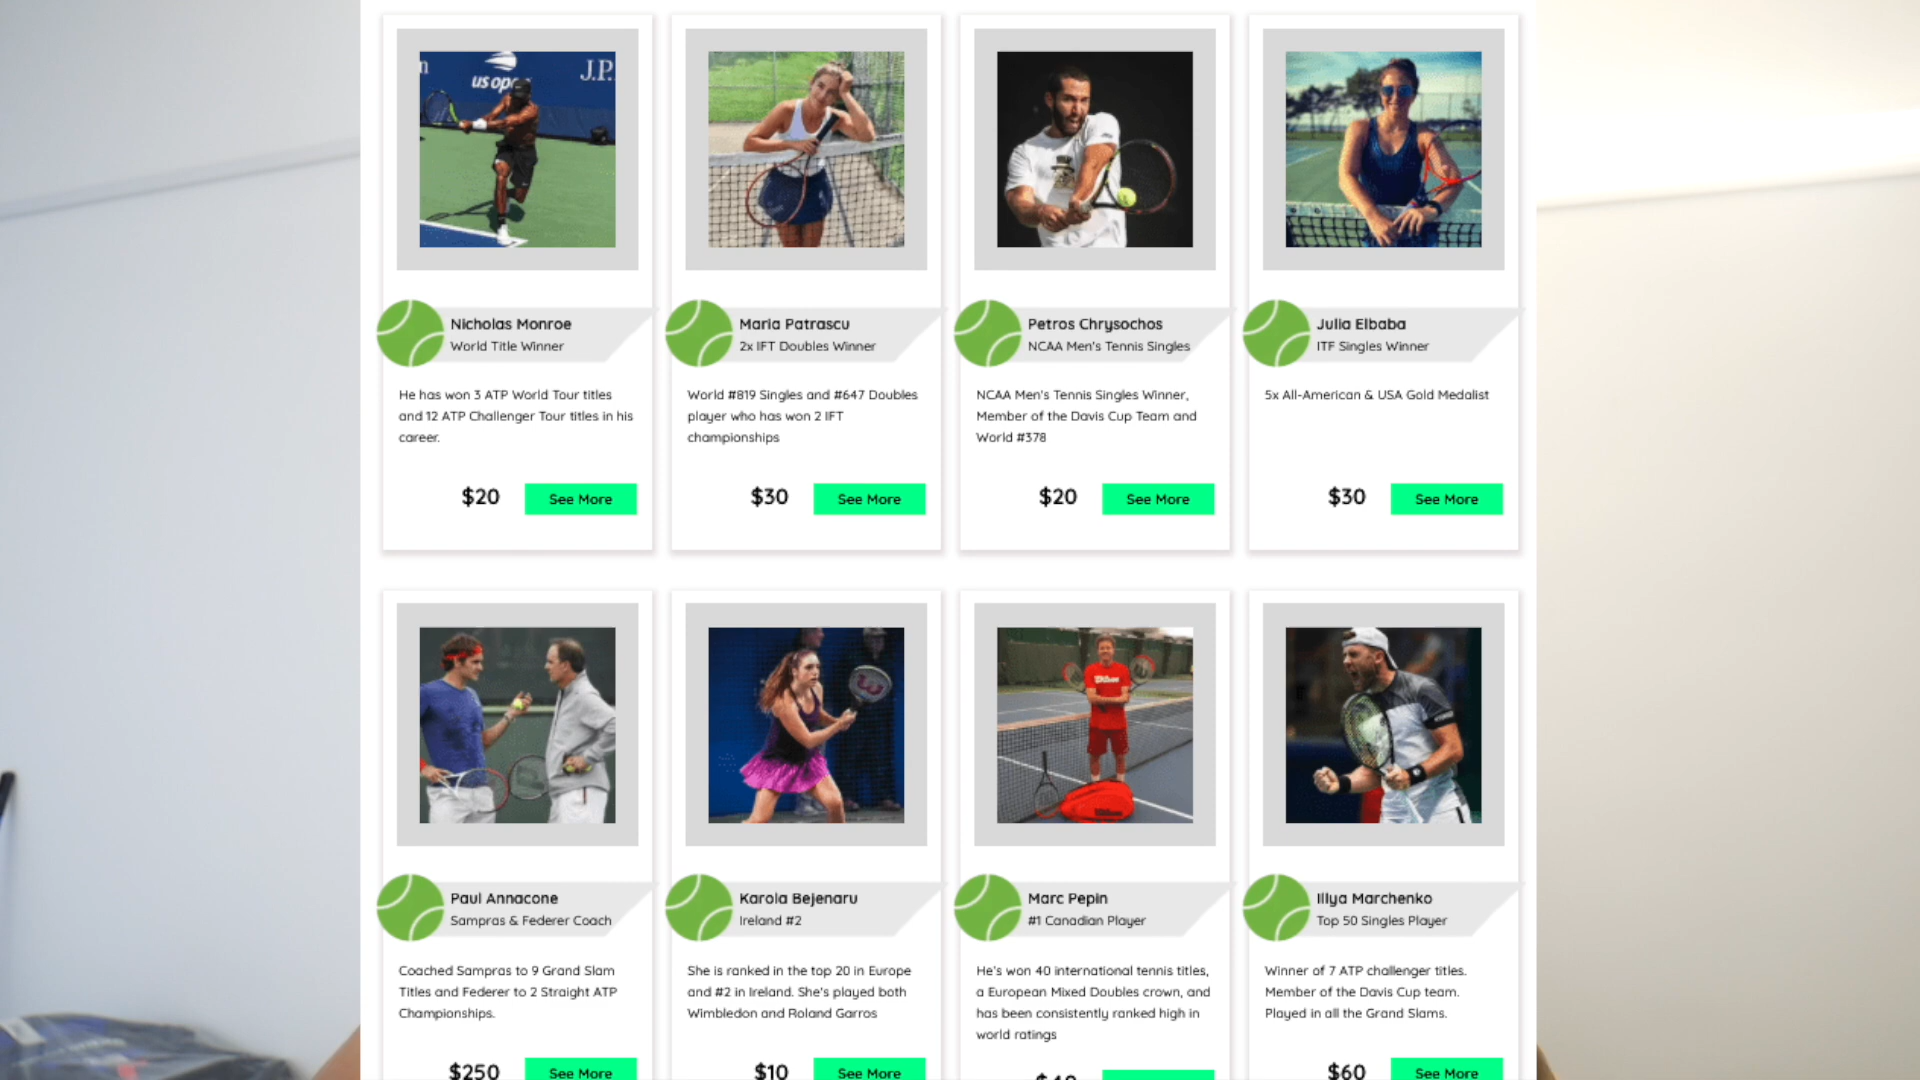 us open
J.P.
Nicholas Monroe
World Title Winner
He has won 3 ATP World Tour titles
and 12 ATP Challenger Tour titles in his
career.
$20
See More
Maria Patrascu
2x IFT Doubles Winner
World #819 Singles and #647 Doubles
player who has won 2 IFT
championships
$30
See More
Petros Chrysochos
NCAA Men's Tennis Singles
NCAA Men's Tennis Singles Winner,
Member of the Davis Cup Team and
World #378
$20
See More
Julia Elbaba
ITF Singles Winner
5x All-American & USA Gold Medalist
$30
See More
Paul Annacone
Sampras & Federer Coach
Coached Sampras to 9 Grand Slam
Titles and Federer to 2 Straight ATP
Championships.
$250
See More
Karola Bejenaru
Ireland #2
She is ranked in the top 20 in Europe
and #2 in Ireland. She's played both
Wimbledon and Roland Garros
$10
See More
Wilson
Marc Pepin
#1 Canadian Player
He's won 40 international tennis titles,
a European Mixed Doubles crown, and
has been consistently ranked high in
world ratings
Illya Marchenko
Top 50 Singles Player
Winner of 7 ATP challenger titles.
Member of the Davis Cup team.
Played in all the Grand Slams.
$60
See More